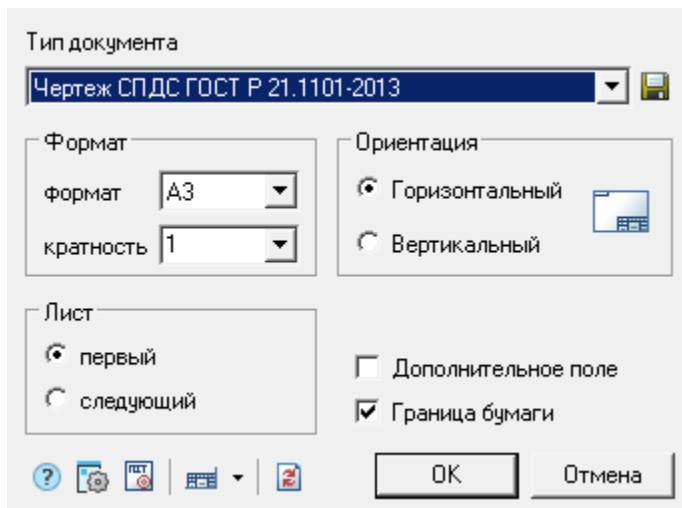 Тип документа
Чертеж СПДС ГОСТ Р 21.1101-2013
Формат
формат А3
кратность 1
Ориентация
Горизонтальный
Вертикальный
Лист
первый
следующий
Дополнительное поле
Граница бумаги
OK Отмена